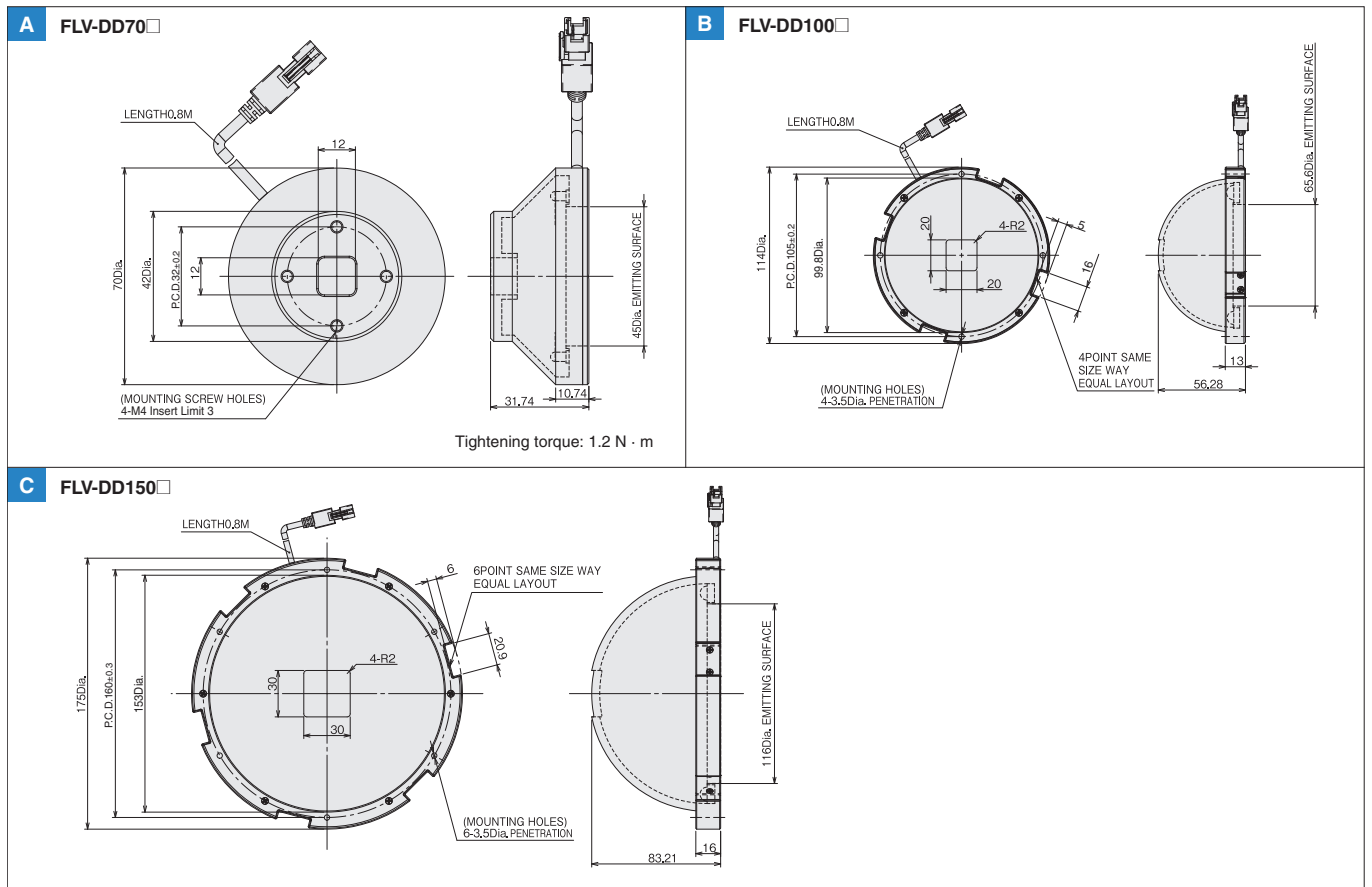 A FLV-DD70□
LENGTH0.8M
12
70Dia.
42Dia.
P.C.D.32±0.2
12
(MOUNTING SCREW HOLES)
4-M4 Insert Limit 3
45Dia. EMITTING SURFACE
10.74
31.74
Tightening torque: 1.2 N · m
B FLV-DD100□
LENGTH0.8M
114Dia.
P.C.D.105±0.2
99.8Dia.
20
4-R2
20
5
16
(MOUNTING HOLES)
4-3.5Dia. PENETRATION
4POINT SAME
SIZE WAY
EQUAL LAYOUT
65.6Dia. EMITTING SURFACE
13
56.28
C FLV-DD150□
LENGTH0.8M
175Dia.
P.C.D.160±0.3
153Dia.
30
4-R2
30
6
6POINT SAME SIZE WAY
EQUAL LAYOUT
20.9
(MOUNTING HOLES)
6-3.5Dia. PENETRATION
116Dia. EMITTING SURFACE
16
83.21